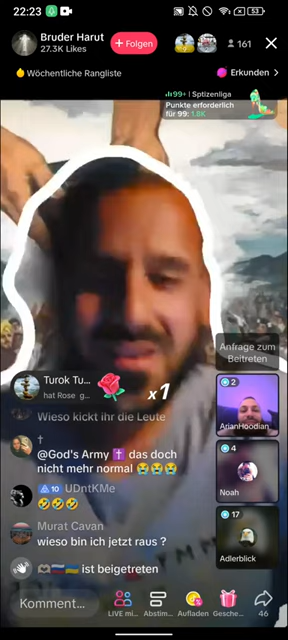 22:23
53
Bruder Harut
27.3K Likes
+ Folgen
161
Wöchentliche Rangliste
Erkunden >
99+ | Sptizenliga
Punkte erforderlich
für 99: 1.8K
Anfrage zum
Beitreten
2
ArianHoodian
4
Noah
17
Adlerblick
Turok Tu...
hat Rose g...
x1
Wieso kickt ihr die Leute
@God's Army ✝️ das doch
nicht mehr normal 😭😭😭
10 UDntKMe
🤣🤣🤣
Murat Cavan
wieso bin ich jetzt raus ?
ist beigetreten
Komment...
LIVE mi...
Abstim...
Aufladen
Gesche...
46